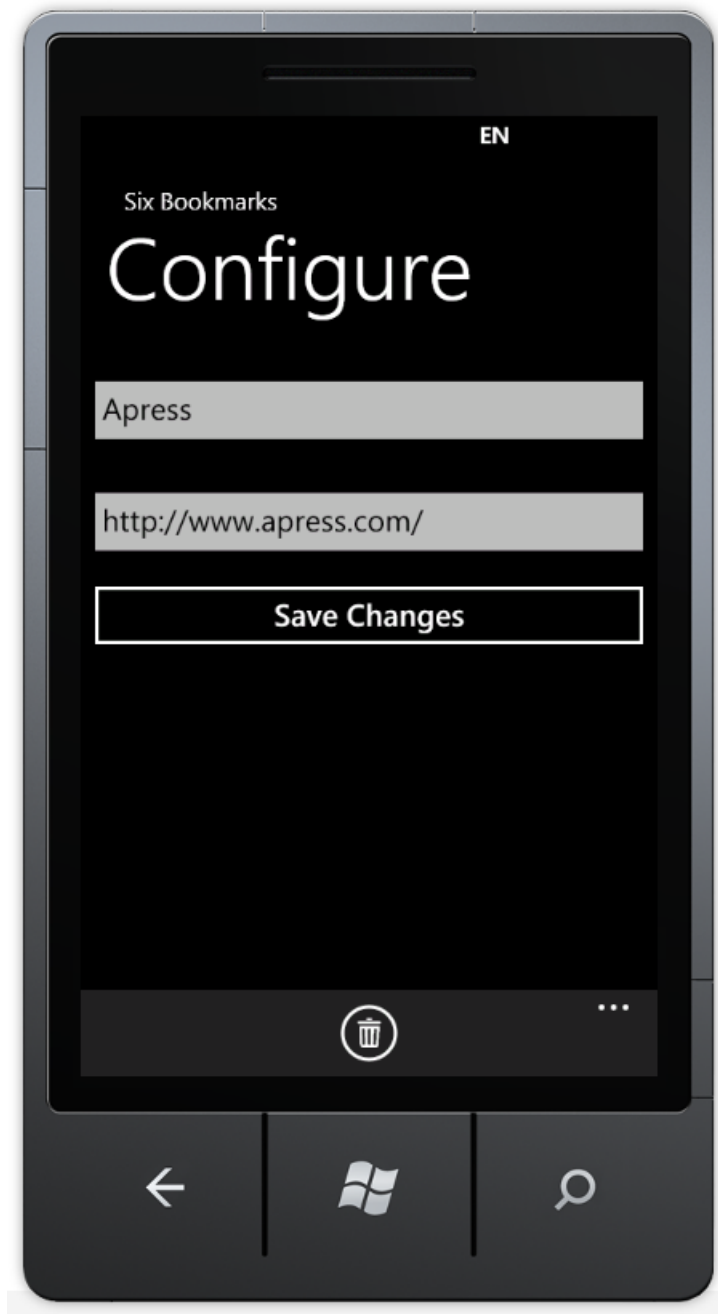 EN
Six Bookmarks
Configure
Apress
http://www.apress.com/
Save Changes
...